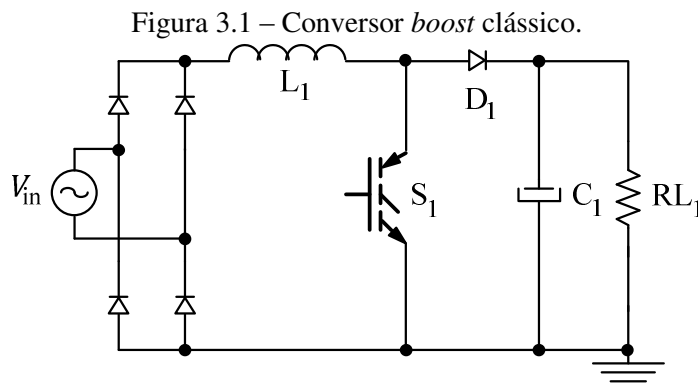 Figura 3.1 – Conversor boost clássico.
L1
D1
Vin
S1
C1
RL1